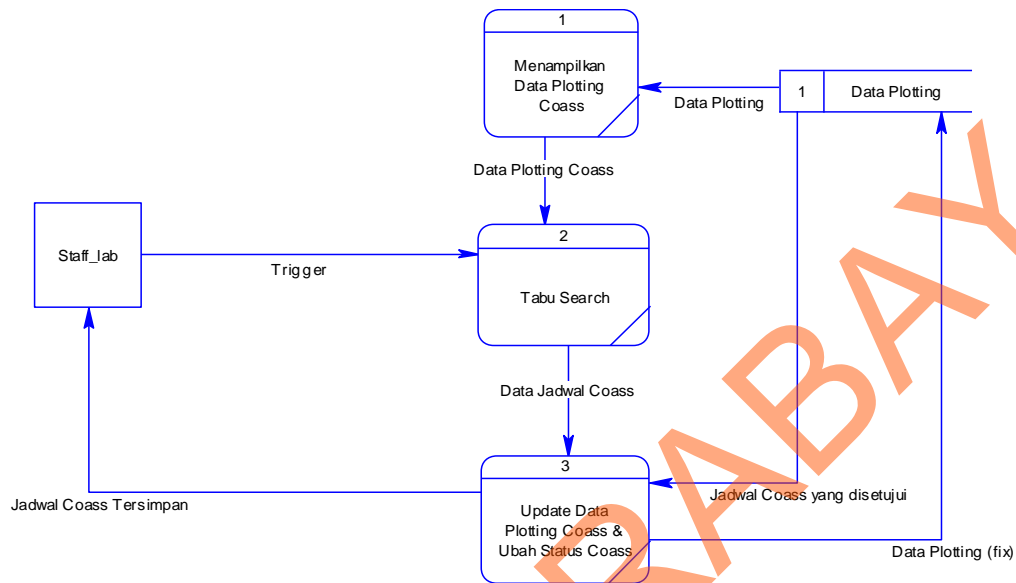 1
Menampilkan
Data Plotting
Coass
Data Plotting
1
Data Plotting
Data Plotting Coass
Staff_lab
Trigger
2
Tabu Search
Data Jadwal Coass
3
Update Data
Plotting Coass &
Ubah Status Coass
Jadwal Coass Tersimpan
Jadwal Coass yang disetujui
Data Plotting (fix)
RABAY